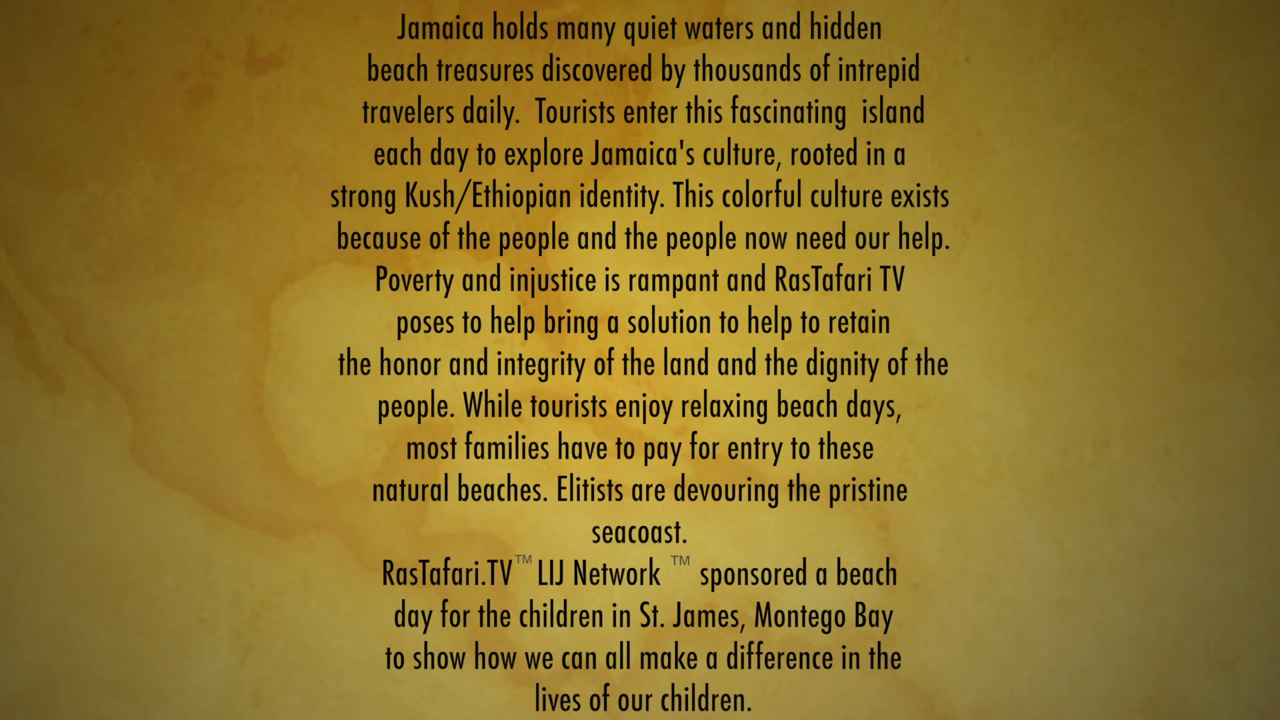 Jamaica holds many quiet waters and hidden
beach treasures discovered by thousands of intrepid
travelers daily.  Tourists enter this fascinating  island
each day to explore Jamaica's culture, rooted in a
strong Kush/Ethiopian identity. This colorful culture exists
because of the people and the people now need our help.
Poverty and injustice is rampant and RasTafari TV
poses to help bring a solution to help to retain
the honor and integrity of the land and the dignity of the
people. While tourists enjoy relaxing beach days,
most families have to pay for entry to these
natural beaches. Elitists are devouring the pristine
seacoast.
RasTafari.TV™ LIJ Network ™ sponsored a beach
day for the children in St. James, Montego Bay
to show how we can all make a difference in the
lives of our children.